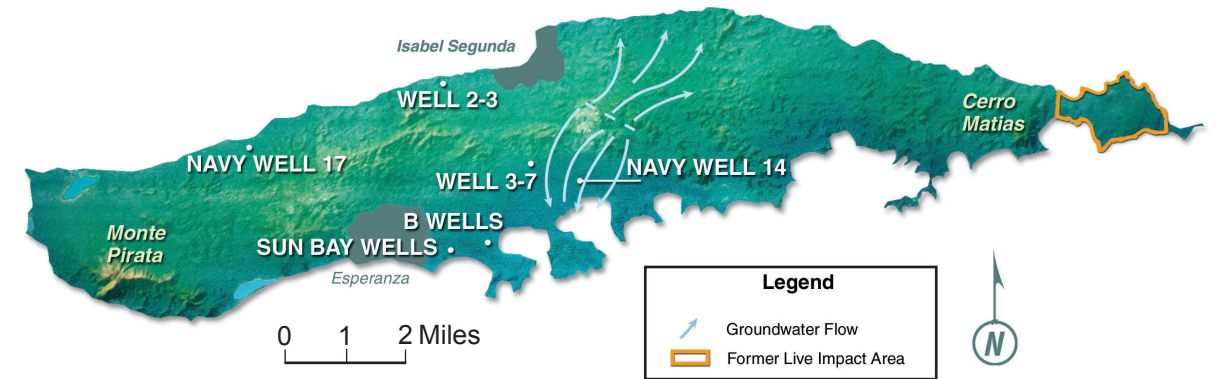 Isabel Segunda
WELL 2-3
Cerro
Matias
NAVY WELL 17
WELL 3-7
NAVY WELL 14
B WELLS
Monte
Pirata
SUN BAY WELLS
Esperanza
Legend
Groundwater Flow
Former Live Impact Area
0 1 2 Miles
N